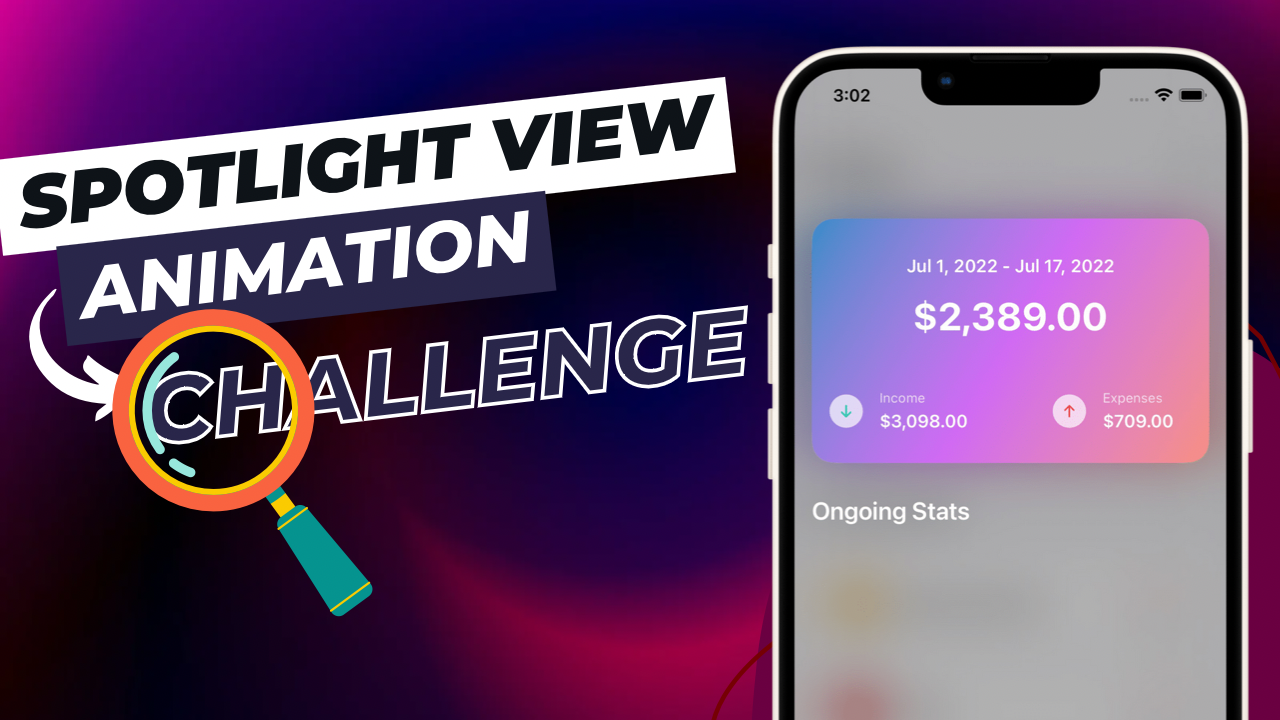 SPOTLIGHT VIEW
ANIMATION
CHALLENGE
3:02
Jul 1, 2022 - Jul 17, 2022
$2,389.00
Income
$3,098.00
Expenses
$709.00
Ongoing Stats